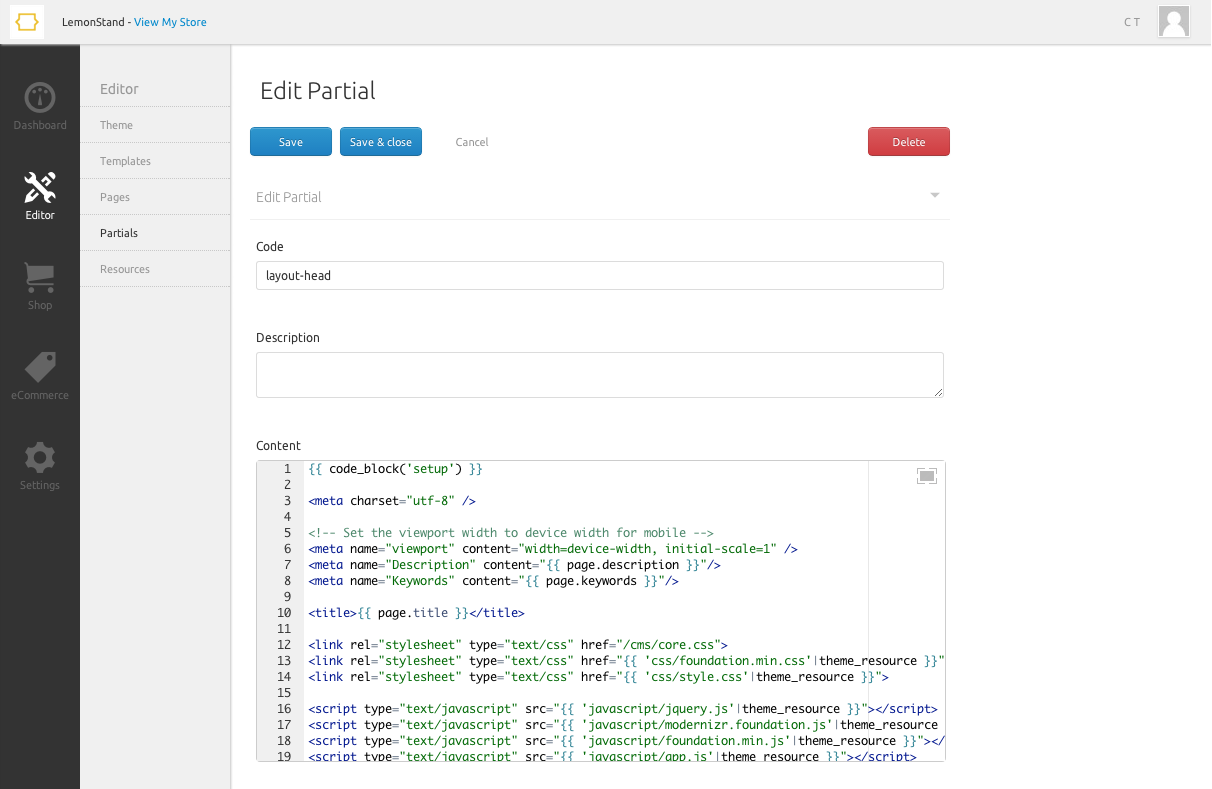 LemonStand - View My Store
C T
Dashboard
Editor
Shop
eCommerce
Settings
Editor
Theme
Templates
Pages
Partials
Resources
Edit Partial
Save
Save & close
Cancel
Delete
Edit Partial
Code
layout-head
Description
Content
1 {{ code_block('setup') }}
2
3 <meta charset="utf-8" />
4
5 <!-- Set the viewport width to device width for mobile -->
6 <meta name="viewport" content="width=device-width, initial-scale=1" />
7 <meta name="Description" content="{{ page.description }}"/>
8 <meta name="Keywords" content="{{ page.keywords }}"/>
9
10 <title>{{ page.title }}</title>
11
12 <link rel="stylesheet" type="text/css" href="/cms/core.css">
13 <link rel="stylesheet" type="text/css" href="{{ 'css/foundation.min.css'|theme_resource }}"
14 <link rel="stylesheet" type="text/css" href="{{ 'css/style.css'|theme_resource }}">
15
16 <script type="text/javascript" src="{{ 'javascript/jquery.js'|theme_resource }}"></script>
17 <script type="text/javascript" src="{{ 'javascript/modernizr.foundation.js'|theme_resource
18 <script type="text/javascript" src="{{ 'javascript/foundation.min.js'|theme_resource }}"></
19 <script type="text/javascript" src="{{ 'javascript/app.js'|theme_resource }}"></script>